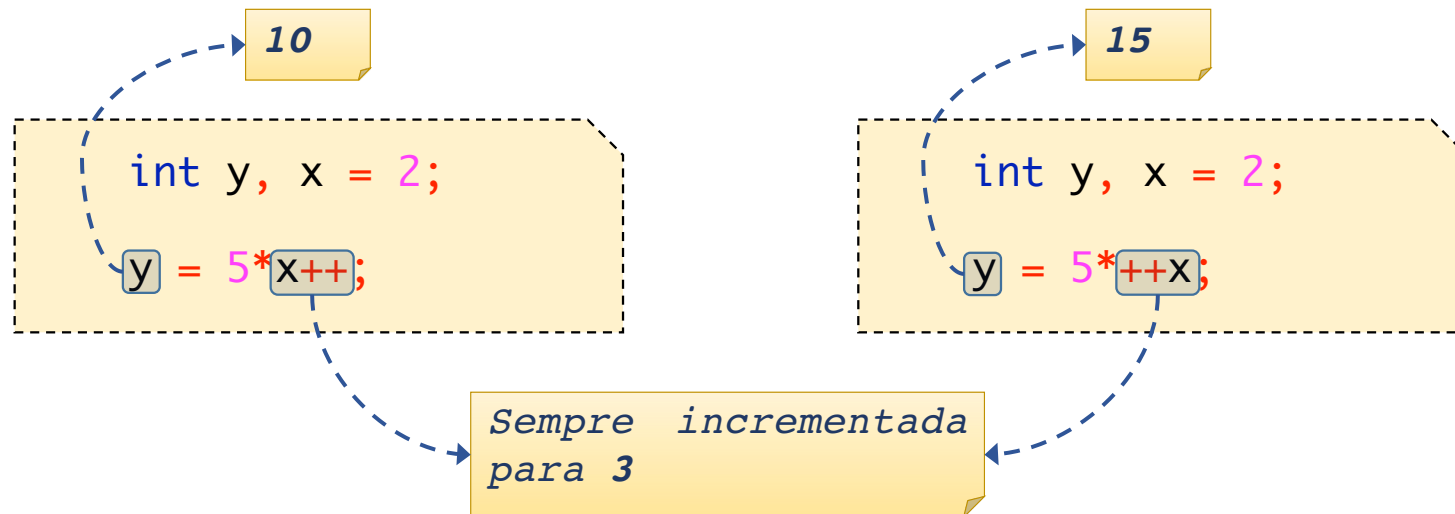 10
15
int y, x = 2;
y = 5*x++;
int y, x = 2;
y = 5*++x;
Sempre incrementada
para 3